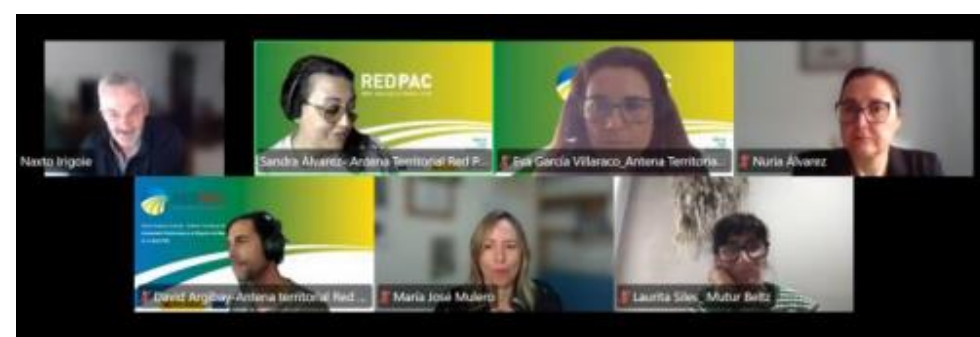 REDPAC
Naxto Irigoie
Sandra Álvarez- Antena Territorial Red P...
Eva García Villaraco_Antena Territoria...
Nuria Álvarez
David Argibay-Antena territorial Red ...
María José Mulero
Laurita Siles_ Mutur Beltz